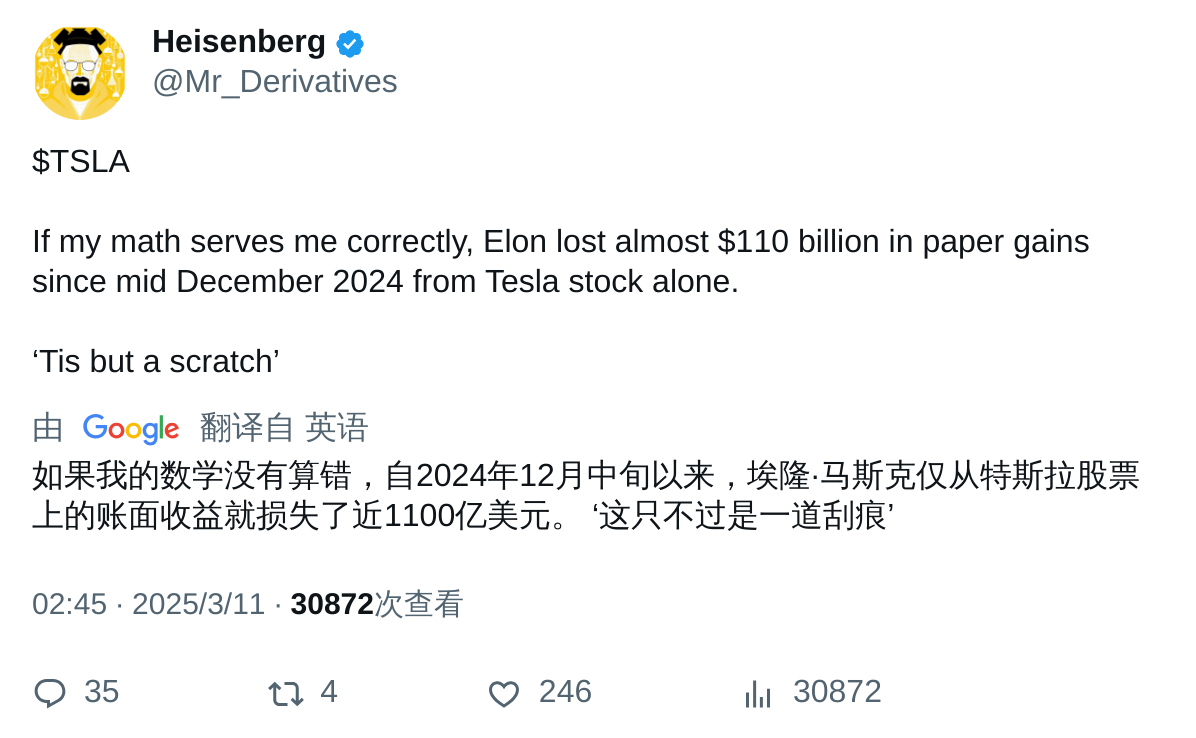 Heisenberg
@Mr_Derivatives
$TSLA
If my math serves me correctly, Elon lost almost $110 billion in paper gains
since mid December 2024 from Tesla stock alone.
‘Tis but a scratch’
由 Google 翻译自 英语
如果我的数学没有算错，自2024年12月中旬以来，埃隆·马斯克仅从特斯拉股票
上的账面收益就损失了近1100亿美元。 ‘这只不过是一道刮痕’
02:45 · 2025/3/11 · 30872次查看
35 4 246 30872